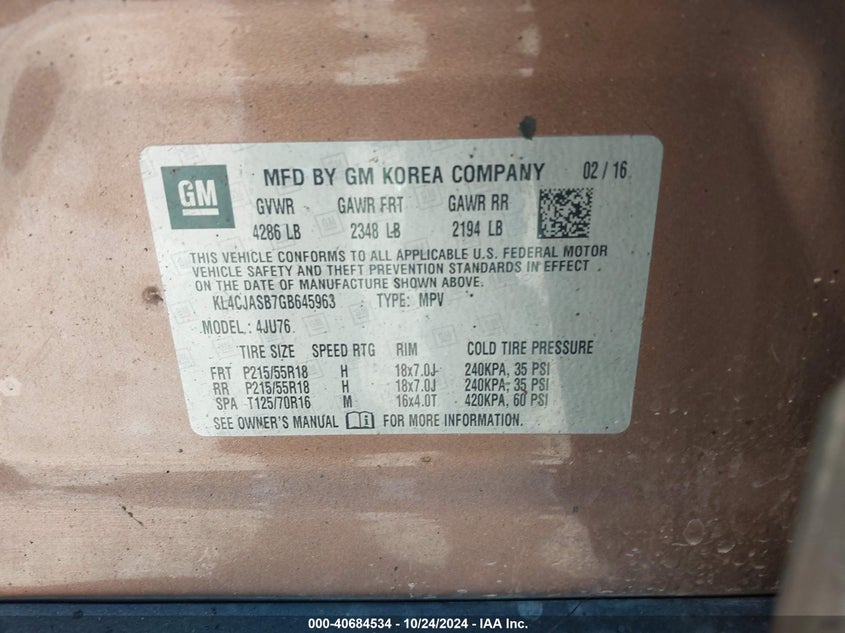 GM
MFD BY GM KOREA COMPANY 02 / 16
GVWR GAWR FRT GAWR RR
4286 LB 2348 LB 2194 LB
THIS VEHICLE CONFORMS TO ALL APPLICABLE U.S. FEDERAL MOTOR
VEHICLE SAFETY AND THEFT PREVENTION STANDARDS IN EFFECT
ON THE DATE OF MANUFACTURE SHOWN ABOVE.
KL4CJASB7GB645963 TYPE: MPV
MODEL: 4JU76
TIRE SIZE SPEED RTG RIM COLD TIRE PRESSURE
FRT P215/55R18 H 18x7.0J 240KPA, 35 PSI
RR P215/55R18 H 18x7.0J 240KPA, 35 PSI
SPA T125/70R16 M 16x4.0T 420KPA, 60 PSI
SEE OWNER'S MANUAL FOR MORE INFORMATION.
000-40684534 - 10/24/2024 - IAA Inc.